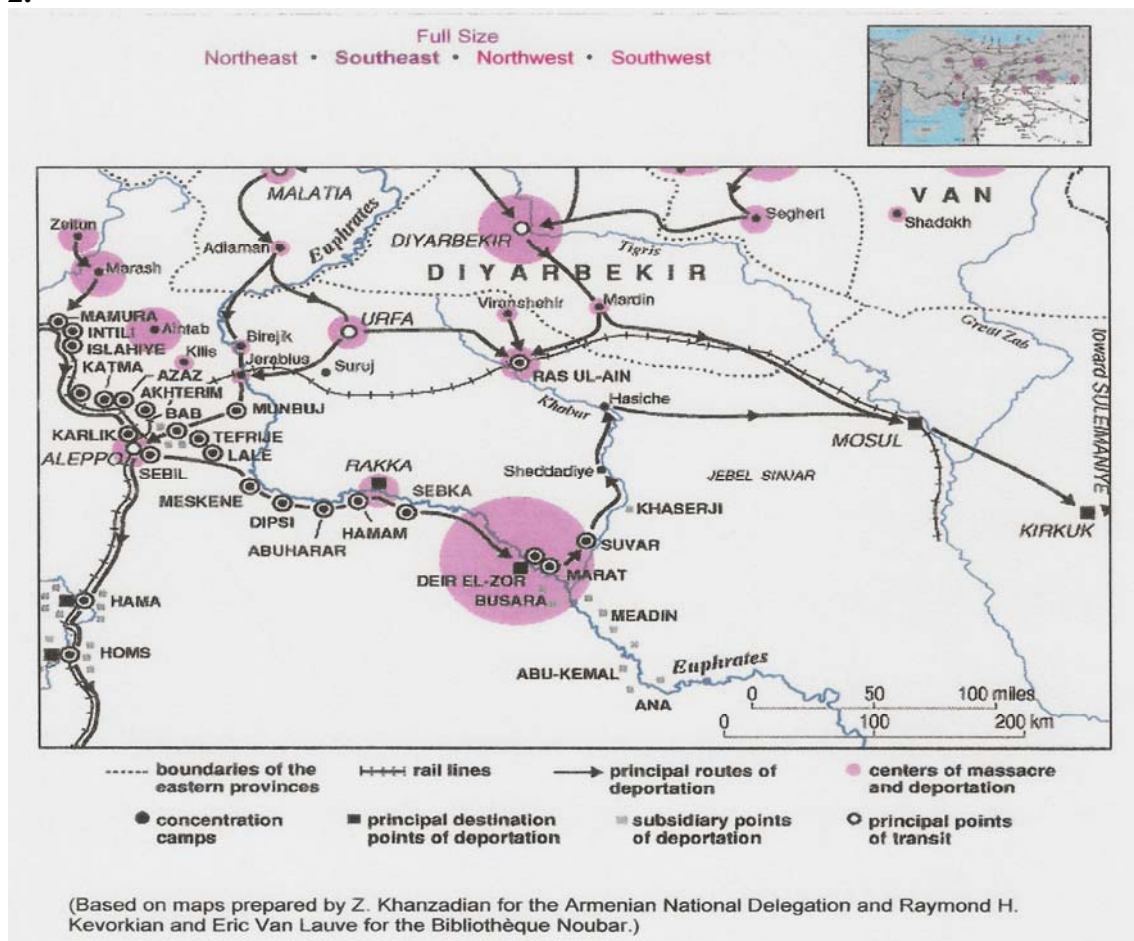 2.
Full Size
Northeast • Southeast • Northwest • Southwest
MALATIA
VAN
Zeitun
Seghert
Shadakh
Euphrates
DIYARBEKIR
Adiaman
Tigris
Marash
DIYARBEKIR
Viranshehir
Mardin
MAMURA
Aintab
URFA
Great Zab
INTILI
Birejik
ISLAHIYE
Kilis
Jerablus
Suruj
RAS UL-AIN
KATMA
AZAZ
AKHTERIM
Khabur
Hasiche
BAB
MUNBUJ
KARLIK
TEFRIJE
MOSUL
ALEPPO
LALE
SEBIL
RAKKA
Sheddadiye
JEBEL SINJAR
toward SULEIMANIYE
MESKENE
SEBKA
KHASERJI
DIPSI
HAMAM
KIRKUK
ABUHARAR
SUVAR
DEIR EL-ZOR
MARAT
HAMA
BUSARA
MEADIN
HOMS
ABU-KEMAL
Euphrates
ANA
0 50 100 miles
0 100 200 km
boundaries of the
eastern provinces
rail lines
principal routes of
deportation
centers of massacre
and deportation
concentration
camps
principal destination
points of deportation
subsidiary points
of deportation
principal points
of transit
(Based on maps prepared by Z. Khanzadian for the Armenian National Delegation and Raymond H.
Kevorkian and Eric Van Lauve for the Bibliothèque Noubar.)